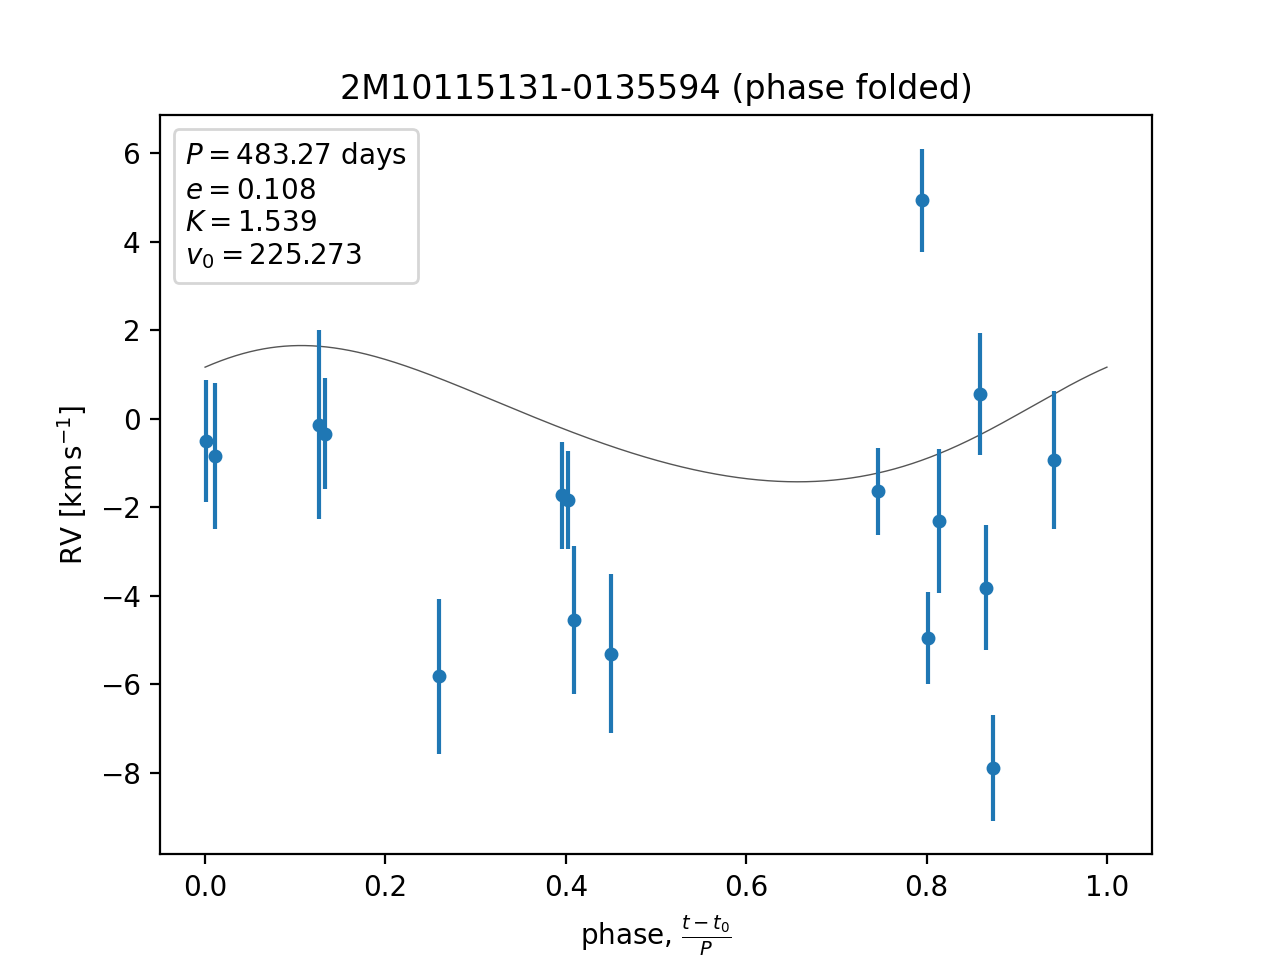 2M10115131-0135594 (phase folded)
P = 483.27 days
e = 0.108
K = 1.539
v₀ = 225.273
6
4
2
0
−2
−4
−6
−8
RV [km s⁻¹]
0.0 0.2 0.4 0.6 0.8 1.0
phase, (t − t₀)/P